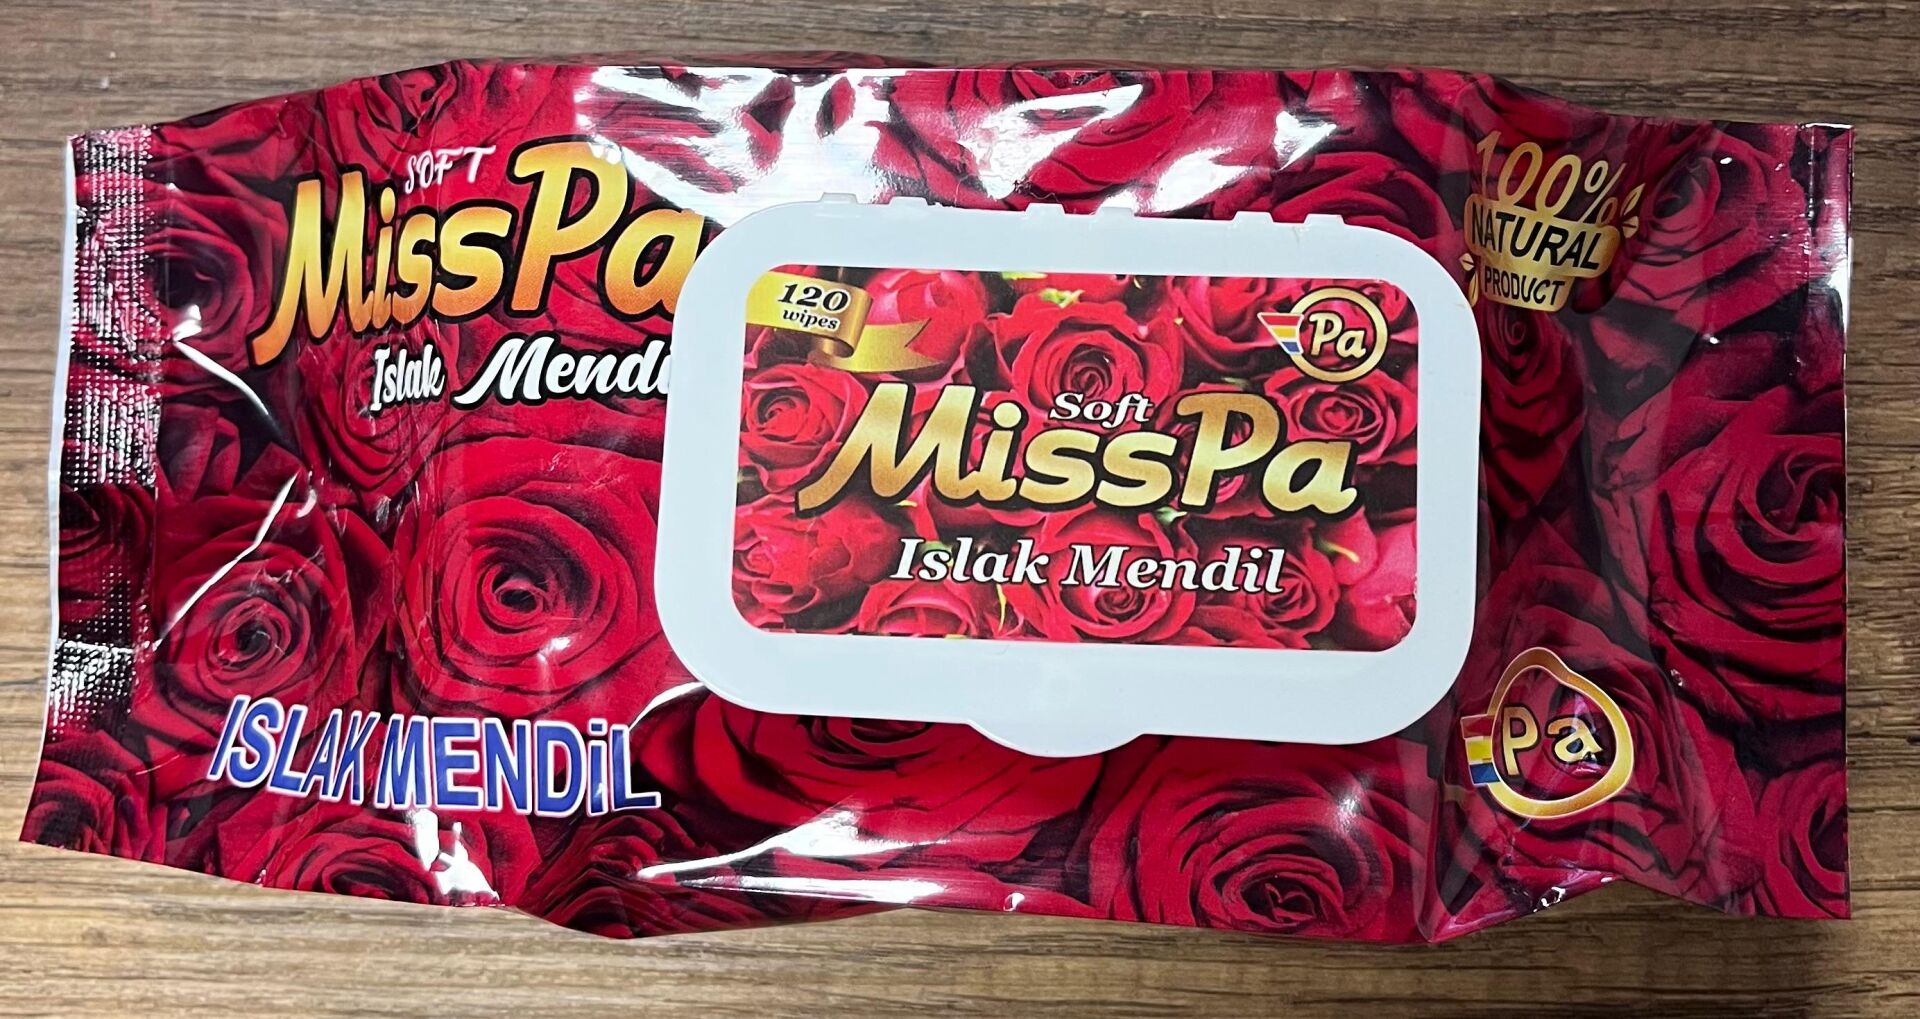 SOFT
MissPa
Islak Mendil
120
wipes
Pa
Soft
MissPa
Islak Mendil
100%
NATURAL
PRODUCT
ISLAK MENDiL
Pa